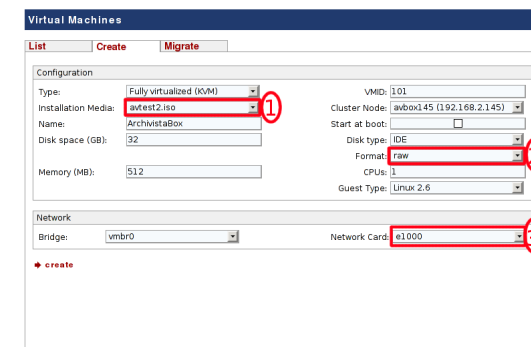 Virtual Machines
List Create Migrate
Configuration
Type: Fully virtualized (KVM) VMID: 101
Installation Media: avtest2.iso 1 Cluster Node: avbox145 (192.168.2.145)
Name: ArchivistaBox Start at boot:
Disk space (GB): 32 Disk type: IDE
Format: raw
Memory (MB): 512 CPUs: 1
Guest Type: Linux 2.6
Network
Bridge: vmbr0 Network Card: e1000
create